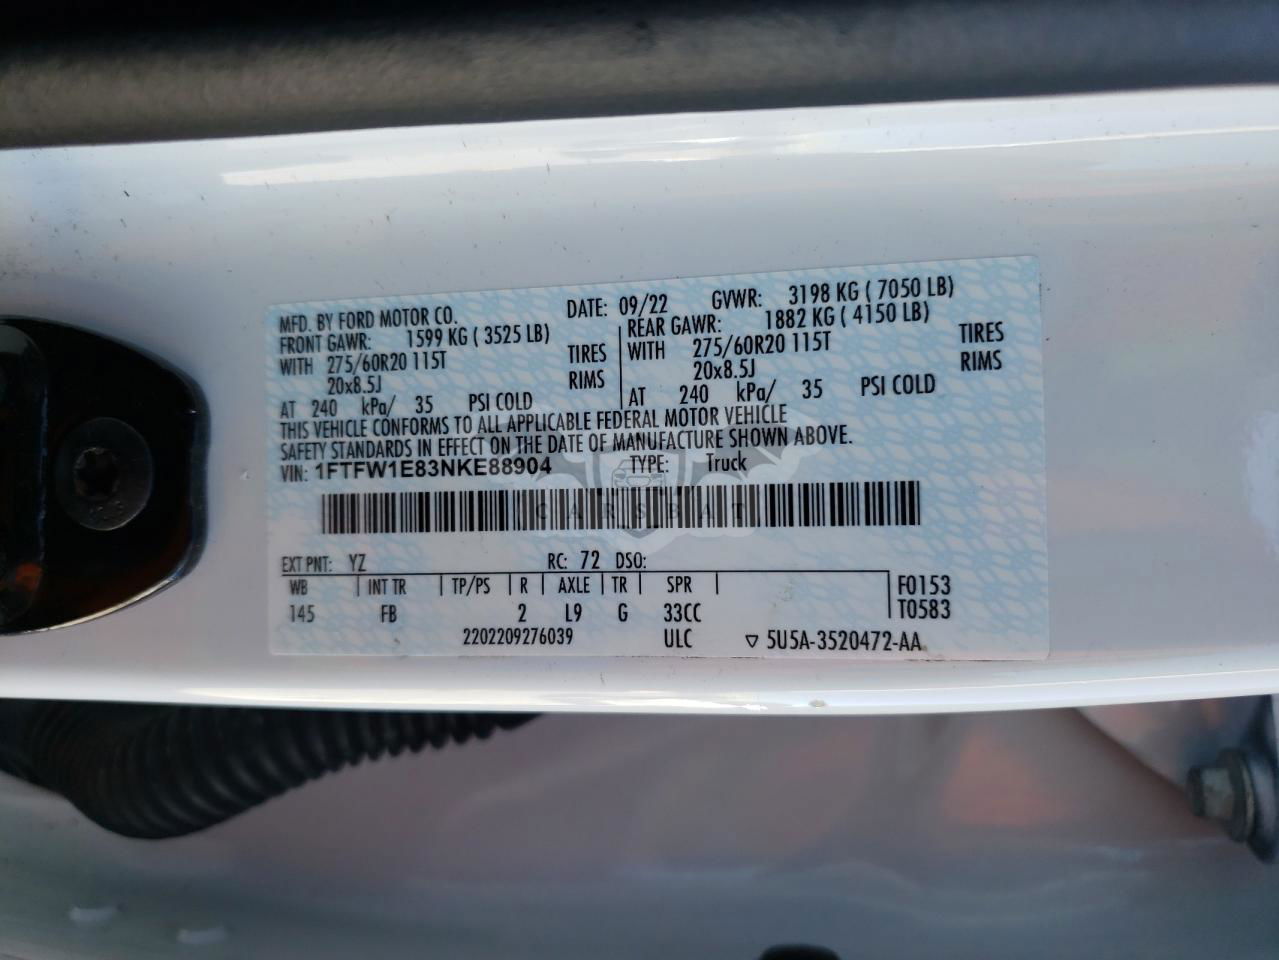 MFD. BY FORD MOTOR CO. DATE: 09/22 GVWR: 3198 KG ( 7050 LB)
FRONT GAWR: 1599 KG ( 3525 LB) REAR GAWR: 1882 KG ( 4150 LB)
WITH 275/60R20 115T TIRES WITH 275/60R20 115T TIRES
20x8.5J RIMS 20x8.5J RIMS
AT 240 kPa/ 35 PSI COLD AT 240 kPa/ 35 PSI COLD
THIS VEHICLE CONFORMS TO ALL APPLICABLE FEDERAL MOTOR VEHICLE
SAFETY STANDARDS IN EFFECT ON THE DATE OF MANUFACTURE SHOWN ABOVE.
VIN: 1FTFW1E83NKE88904 TYPE: Truck
CARSBAT
EXT PNT: YZ RC: 72 DSO:
WB INT TR TP/PS R AXLE TR SPR F0153
145 FB 2 L9 G 33CC T0583
2202209276039 ULC ▽ 5U5A-3520472-AA